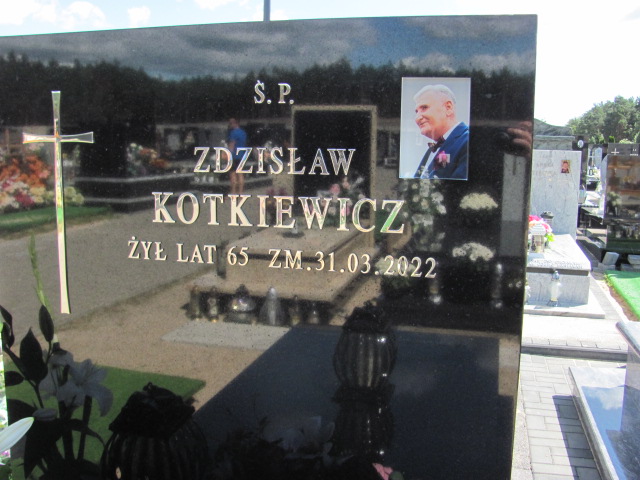 Ś. P.
ZDZISŁAW
KOTKIEWICZ
ŻYŁ LAT 65 ZM. 31.03.2022